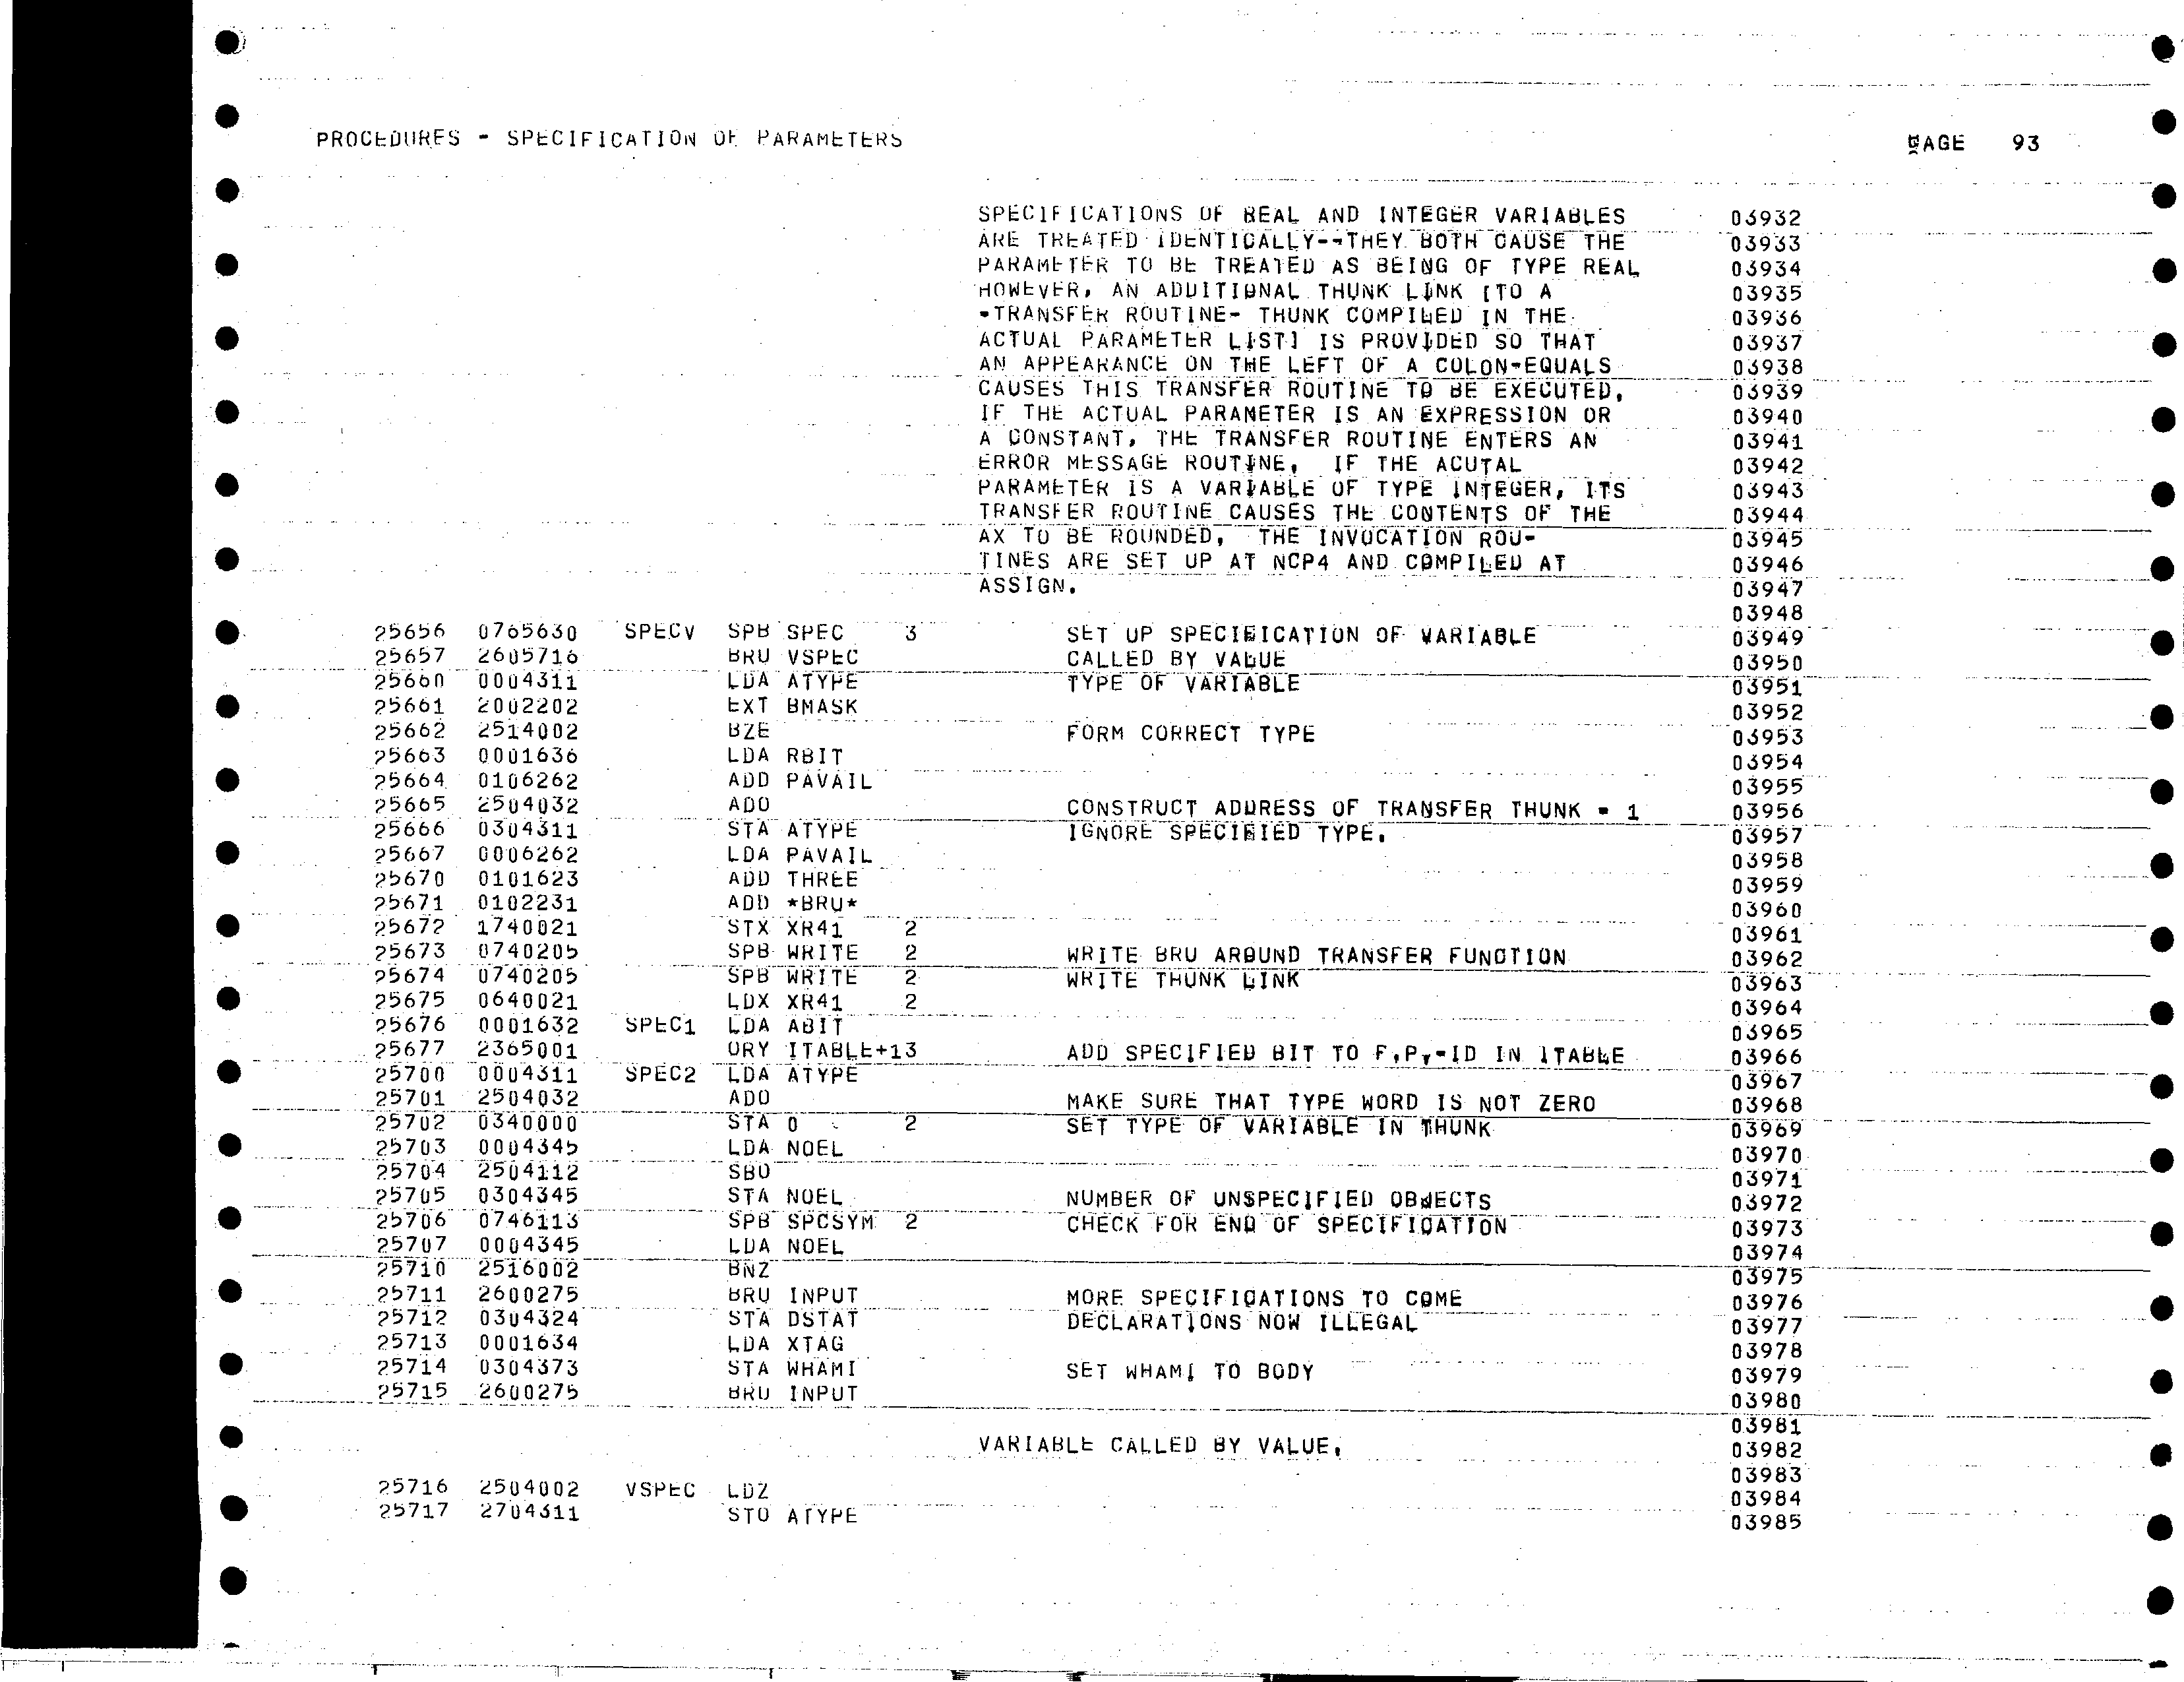 PROCEDURES - SPECIFICATION OF PARAMETERS PAGE 93
SPECIFICATIONS OF REAL AND INTEGER VARIABLES 03932
ARE TREATED IDENTICALLY--THEY BOTH CAUSE THE 03933
PARAMETER TO BE TREATED AS BEING OF TYPE REAL 03934
HOWEVER, AN ADDITIONAL THUNK LINK [TO A 03935
-TRANSFER ROUTINE- THUNK COMPILED IN THE 03936
ACTUAL PARAMETER LIST] IS PROVIDED SO THAT 03937
AN APPEARANCE ON THE LEFT OF A COLON-EQUALS 03938
CAUSES THIS TRANSFER ROUTINE TO BE EXECUTED. 03939
IF THE ACTUAL PARAMETER IS AN EXPRESSION OR 03940
A CONSTANT, THE TRANSFER ROUTINE ENTERS AN 03941
ERROR MESSAGE ROUTINE. IF THE ACUTAL 03942
PARAMETER IS A VARIABLE OF TYPE INTEGER, ITS 03943
TRANSFER ROUTINE CAUSES THE CONTENTS OF THE 03944
AX TO BE ROUNDED. THE INVOCATION ROU- 03945
TINES ARE SET UP AT NCP4 AND COMPILED AT 03946
ASSIGN. 03947
03948
25656 0765630 SPECV SPB SPEC 3 SET UP SPECIFICATION OF VARIABLE 03949
25657 2605716 BRU VSPEC CALLED BY VALUE 03950
25660 0004311 LDA ATYPE TYPE OF VARIABLE 03951
25661 2002202 EXT BMASK 03952
25662 2514002 BZE FORM CORRECT TYPE 03953
25663 0001636 LDA RBIT 03954
25664 0106262 ADD PAVAIL 03955
25665 2504032 ADO CONSTRUCT ADDRESS OF TRANSFER THUNK - 1 03956
25666 0304311 STA ATYPE IGNORE SPECIFIED TYPE. 03957
25667 0006262 LDA PAVAIL 03958
25670 0101623 ADD THREE 03959
25671 0102231 ADD *BRU* 03960
25672 1740021 STX XR41 2 03961
25673 0740205 SPB WRITE 2 WRITE BRU AROUND TRANSFER FUNCTION 03962
25674 0740205 SPB WRITE 2 WRITE THUNK LINK 03963
25675 0640021 LDX XR41 2 03964
25676 0001632 SPEC1 LDA ABIT 03965
25677 2365001 ORY ITABLE+13 ADD SPECIFIED BIT TO F.P.-ID IN ITABLE 03966
25700 0004311 SPEC2 LDA ATYPE 03967
25701 2504032 ADO MAKE SURE THAT TYPE WORD IS NOT ZERO 03968
25702 0340000 STA 0 2 SET TYPE OF VARIABLE IN THUNK 03969
25703 0004345 LDA NOEL 03970
25704 2504112 SBO 03971
25705 0304345 STA NOEL NUMBER OF UNSPECIFIED OBJECTS 03972
25706 0746113 SPB SPCSYM 2 CHECK FOR END OF SPECIFICATION 03973
25707 0004345 LDA NOEL 03974
25710 2516002 BNZ 03975
25711 2600275 BRU INPUT MORE SPECIFICATIONS TO COME 03976
25712 0304324 STA DSTAT DECLARATIONS NOW ILLEGAL 03977
25713 0001634 LDA XTAG 03978
25714 0304373 STA WHAMI SET WHAMI TO BODY 03979
25715 2600275 BRU INPUT 03980
03981
VARIABLE CALLED BY VALUE. 03982
03983
25716 2504002 VSPEC LDZ 03984
25717 2704311 STO ATYPE 03985